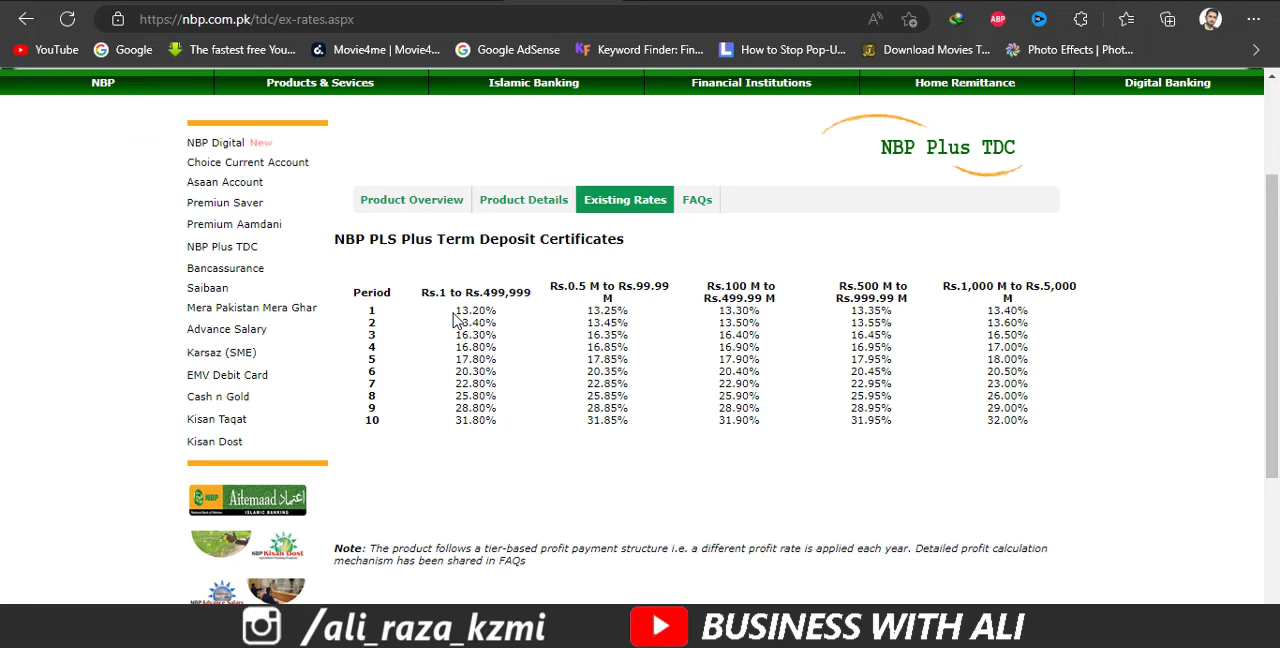 https://nbp.com.pk/tdc/ex-rates.aspx
YouTube Google The fastest free You... Movie4me | Movie4... Google AdSense Keyword Finder: Fin... How to Stop Pop-U... Download Movies T... Photo Effects | Phot...
NBP Products & Sevices Islamic Banking Financial Institutions Home Remittance Digital Banking
NBP Digital New
Choice Current Account
Asaan Account
Premiun Saver
Premium Aamdani
NBP Plus TDC
Bancassurance
Saibaan
Mera Pakistan Mera Ghar
Advance Salary
Karsaz (SME)
EMV Debit Card
Cash n Gold
Kisan Taqat
Kisan Dost
NBP Plus TDC
Product Overview Product Details Existing Rates FAQs
NBP PLS Plus Term Deposit Certificates
Period Rs.1 to Rs.499,999 Rs.0.5 M to Rs.99.99 M Rs.100 M to Rs.499.99 M Rs.500 M to Rs.999.99 M Rs.1,000 M to Rs.5,000 M
1 13.20% 13.25% 13.30% 13.35% 13.40%
2 3.40% 13.45% 13.50% 13.55% 13.60%
3 16.30% 16.35% 16.40% 16.45% 16.50%
4 16.80% 16.85% 16.90% 16.95% 17.00%
5 17.80% 17.85% 17.90% 17.95% 18.00%
6 20.30% 20.35% 20.40% 20.45% 20.50%
7 22.80% 22.85% 22.90% 22.95% 23.00%
8 25.80% 25.85% 25.90% 25.95% 26.00%
9 28.80% 28.85% 28.90% 28.95% 29.00%
10 31.80% 31.85% 31.90% 31.95% 32.00%
Note: The product follows a tier-based profit payment structure i.e. a different profit rate is applied each year. Detailed profit calculation
mechanism has been shared in FAQs
NBP Aitemaad اعتماد
ISLAMIC BANKING
NBP Kisan Dost
/ali_raza_kzmi BUSINESS WITH ALI